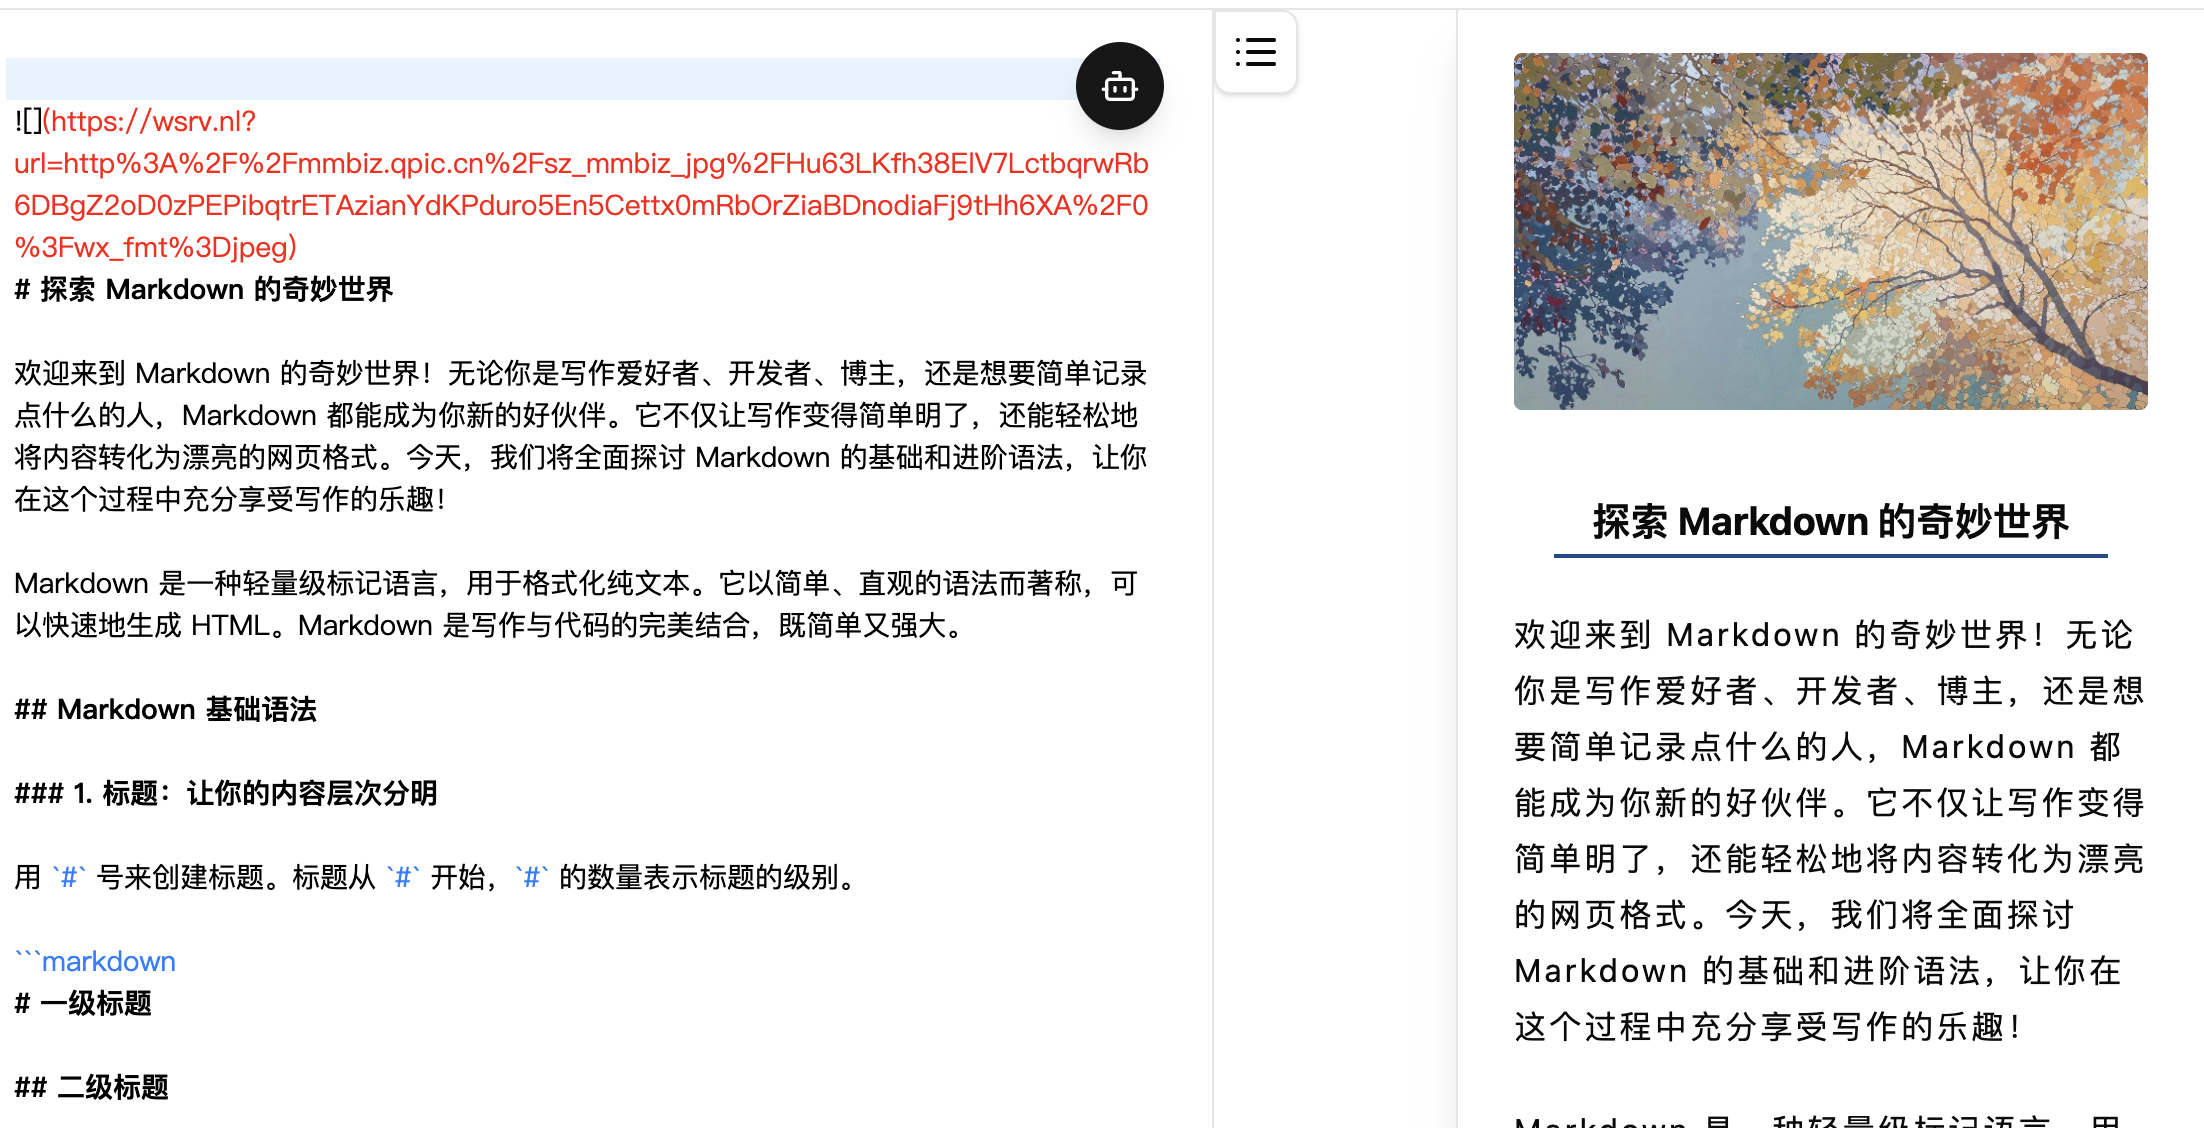 ![](https://wsrv.nl?
url=http%3A%2F%2Fmmbiz.qpic.cn%2Fsz_mmbiz_jpg%2FHu63LKfh38ElV7LctbqrwRb
6DBgZ2oD0zPEPibqtrETAzianYdKPduro5En5Cettx0mRbOrZiaBDnodiaFj9tHh6XA%2F0
%3Fwx_fmt%3Djpeg)
# 探索 Markdown 的奇妙世界
欢迎来到 Markdown 的奇妙世界！无论你是写作爱好者、开发者、博主，还是想要简单记录
点什么的人，Markdown 都能成为你新的好伙伴。它不仅让写作变得简单明了，还能轻松地
将内容转化为漂亮的网页格式。今天，我们将全面探讨 Markdown 的基础和进阶语法，让你
在这个过程中充分享受写作的乐趣！
Markdown 是一种轻量级标记语言，用于格式化纯文本。它以简单、直观的语法而著称，可
以快速地生成 HTML。Markdown 是写作与代码的完美结合，既简单又强大。
## Markdown 基础语法
### 1. 标题：让你的内容层次分明
用 `#` 号来创建标题。标题从 `#` 开始，`#` 的数量表示标题的级别。
```markdown
# 一级标题
## 二级标题
探索 Markdown 的奇妙世界
欢迎来到 Markdown 的奇妙世界！无论
你是写作爱好者、开发者、博主，还是想
要简单记录点什么的人，Markdown 都
能成为你新的好伙伴。它不仅让写作变得
简单明了，还能轻松地将内容转化为漂亮
的网页格式。今天，我们将全面探讨
Markdown 的基础和进阶语法，让你在
这个过程中充分享受写作的乐趣！
Markdown 是一种轻量级标记语言，用